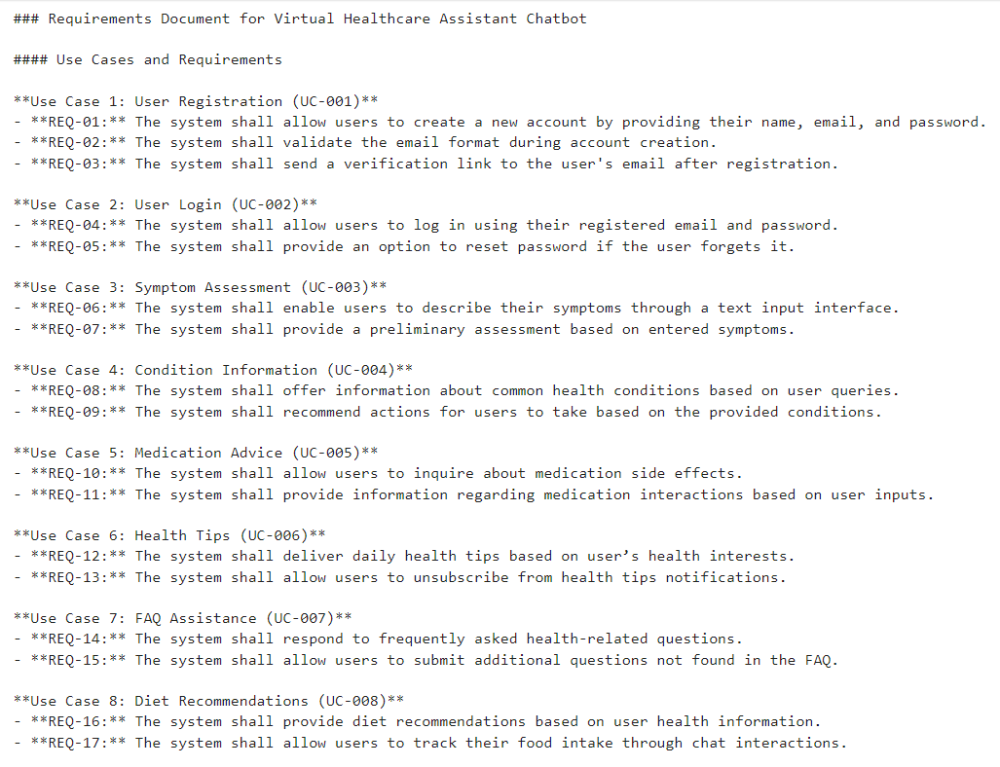 ### Requirements Document for Virtual Healthcare Assistant Chatbot
#### Use Cases and Requirements
**Use Case 1: User Registration (UC-001)**
- **REQ-01:** The system shall allow users to create a new account by providing their name, email, and password.
- **REQ-02:** The system shall validate the email format during account creation.
- **REQ-03:** The system shall send a verification link to the user's email after registration.
**Use Case 2: User Login (UC-002)**
- **REQ-04:** The system shall allow users to log in using their registered email and password.
- **REQ-05:** The system shall provide an option to reset password if the user forgets it.
**Use Case 3: Symptom Assessment (UC-003)**
- **REQ-06:** The system shall enable users to describe their symptoms through a text input interface.
- **REQ-07:** The system shall provide a preliminary assessment based on entered symptoms.
**Use Case 4: Condition Information (UC-004)**
- **REQ-08:** The system shall offer information about common health conditions based on user queries.
- **REQ-09:** The system shall recommend actions for users to take based on the provided conditions.
**Use Case 5: Medication Advice (UC-005)**
- **REQ-10:** The system shall allow users to inquire about medication side effects.
- **REQ-11:** The system shall provide information regarding medication interactions based on user inputs.
**Use Case 6: Health Tips (UC-006)**
- **REQ-12:** The system shall deliver daily health tips based on user’s health interests.
- **REQ-13:** The system shall allow users to unsubscribe from health tips notifications.
**Use Case 7: FAQ Assistance (UC-007)**
- **REQ-14:** The system shall respond to frequently asked health-related questions.
- **REQ-15:** The system shall allow users to submit additional questions not found in the FAQ.
**Use Case 8: Diet Recommendations (UC-008)**
- **REQ-16:** The system shall provide diet recommendations based on user health information.
- **REQ-17:** The system shall allow users to track their food intake through chat interactions.